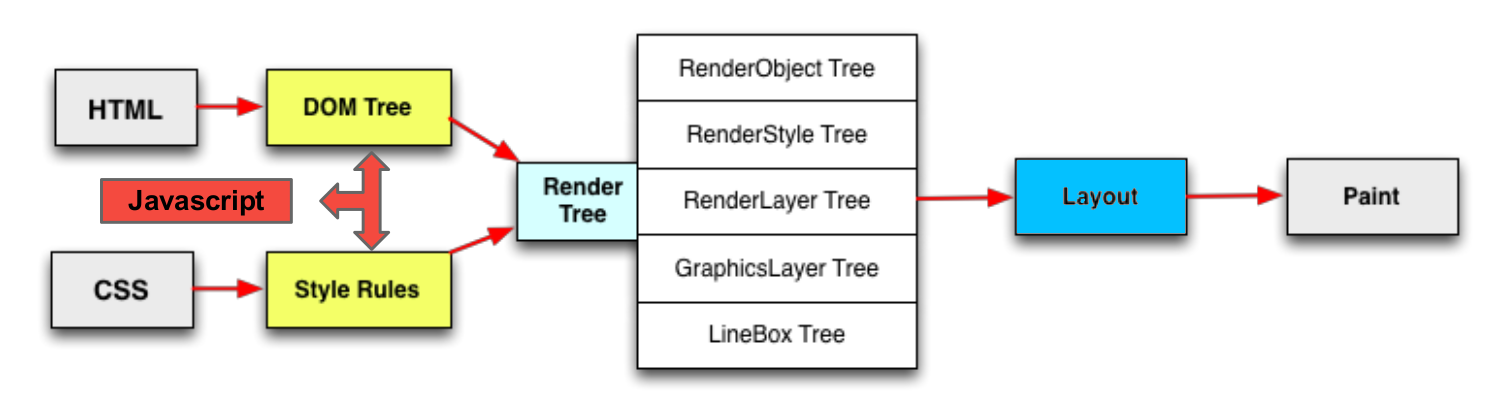 HTML
DOM Tree
Javascript
CSS
Style Rules
Render
Tree
RenderObject Tree
RenderStyle Tree
RenderLayer Tree
GraphicsLayer Tree
LineBox Tree
Layout
Paint